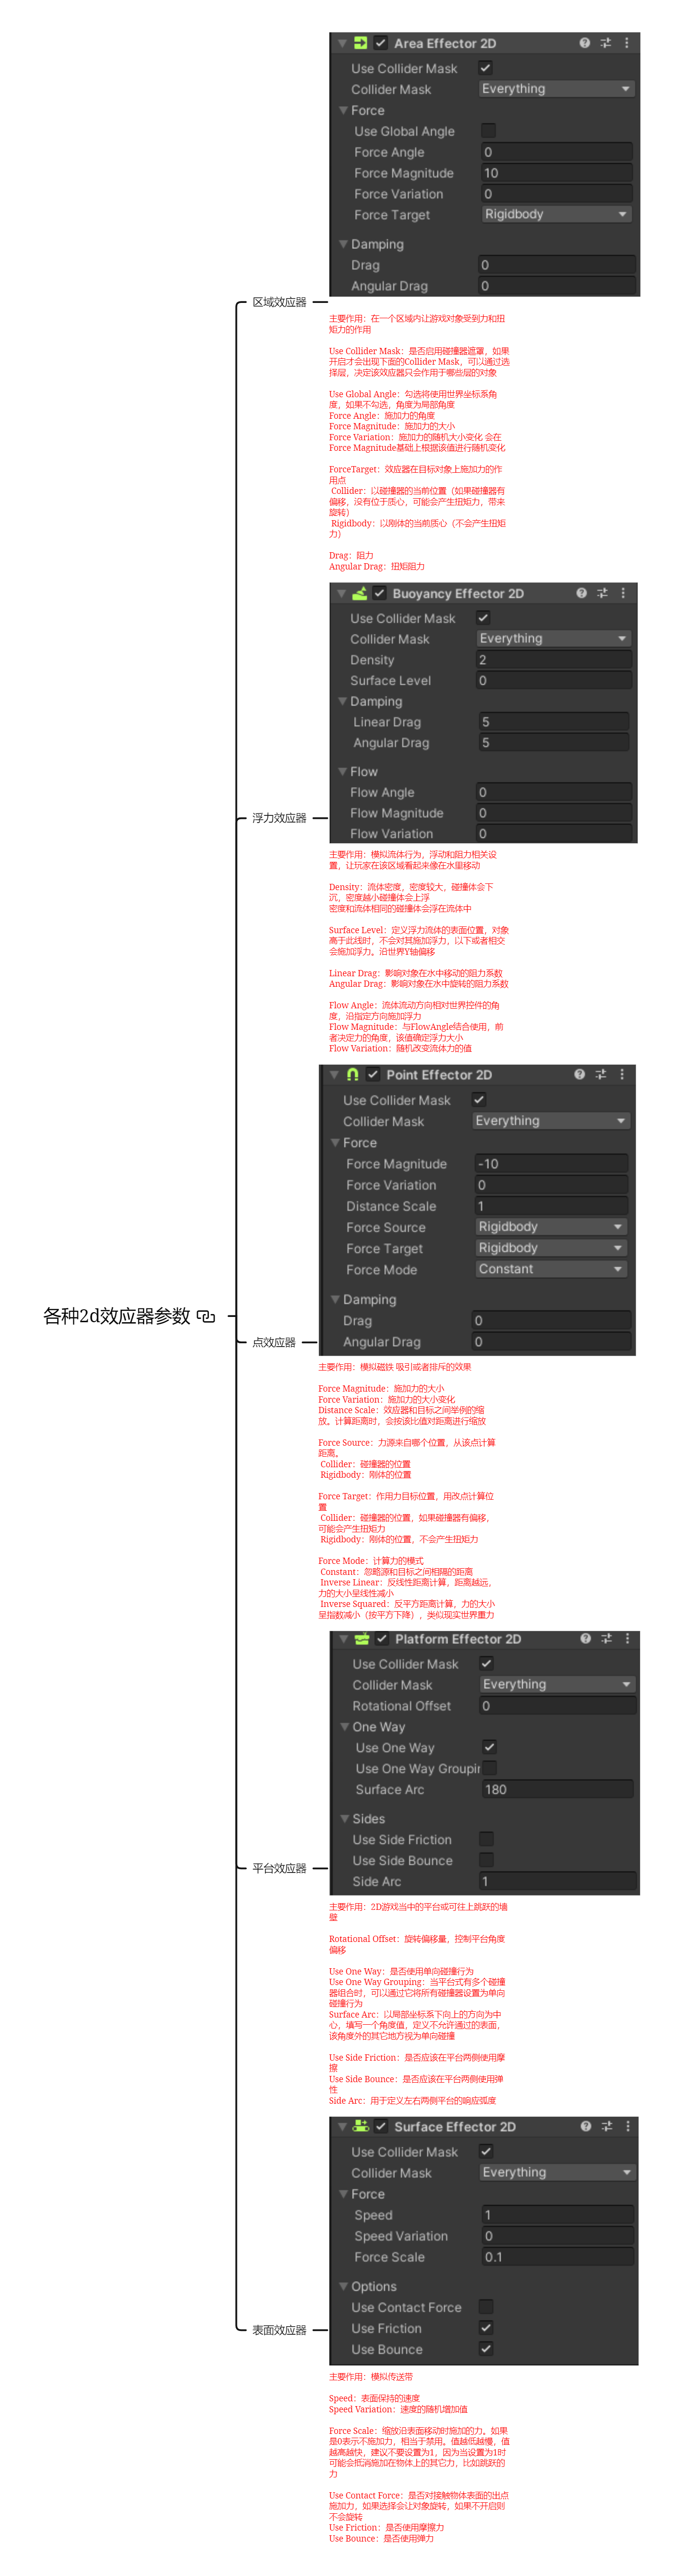 Area Effector 2D
Use Collider Mask
Collider Mask Everything
Force
Use Global Angle
Force Angle 0
Force Magnitude 10
Force Variation 0
Force Target Rigidbody
Damping
Drag 0
Angular Drag 0
区域效应器
主要作用：在一个区域内让游戏对象受到力和扭
矩力的作用
Use Collider Mask：是否启用碰撞器遮罩，如果
开启才会出现下面的Collider Mask，可以通过选
择层，决定该效应器只会作用于哪些层的对象
Use Global Angle：勾选将使用世界坐标系角
度，如果不勾选，角度为局部角度
Force Angle：施加力的角度
Force Magnitude：施加力的大小
Force Variation：施加力的随机大小变化 会在
Force Magnitude基础上根据该值进行随机变化
ForceTarget：效应器在目标对象上施加力的作
用点
Collider：以碰撞器的当前位置（如果碰撞器有
偏移，没有位于质心，可能会产生扭矩力，带来
旋转）
Rigidbody：以刚体的当前质心（不会产生扭矩
力）
Drag：阻力
Angular Drag：扭矩阻力
Buoyancy Effector 2D
Use Collider Mask
Collider Mask Everything
Density 2
Surface Level 0
Damping
Linear Drag 5
Angular Drag 5
Flow
Flow Angle 0
Flow Magnitude 0
Flow Variation 0
浮力效应器
主要作用：模拟流体行为，浮动和阻力相关设
置，让玩家在该区域看起来像在水里移动
Density：流体密度，密度较大，碰撞体会下
沉，密度越小碰撞体会上浮
密度和流体相同的碰撞体会浮在流体中
Surface Level：定义浮力流体的表面位置，对象
高于此线时，不会对其施加浮力，以下或者相交
会施加浮力。沿世界Y轴偏移
Linear Drag：影响对象在水中移动的阻力系数
Angular Drag：影响对象在水中旋转的阻力系数
Flow Angle：流体流动方向相对世界控件的角
度，沿指定方向施加浮力
Flow Magnitude：与FlowAngle结合使用，前
者决定力的角度，该值确定浮力大小
Flow Variation：随机改变流体力的值
Point Effector 2D
Use Collider Mask
Collider Mask Everything
Force
Force Magnitude -10
Force Variation 0
Distance Scale 1
Force Source Rigidbody
Force Target Rigidbody
Force Mode Constant
Damping
Drag 0
Angular Drag 0
各种2d效应器参数
点效应器
主要作用：模拟磁铁 吸引或者排斥的效果
Force Magnitude：施加力的大小
Force Variation：施加力的大小变化
Distance Scale：效应器和目标之间举例的缩
放。计算距离时，会按该比值对距离进行缩放
Force Source：力源来自哪个位置，从该点计算
距离。
Collider：碰撞器的位置
Rigidbody：刚体的位置
Force Target：作用力目标位置，用改点计算位
置
Collider：碰撞器的位置，如果碰撞器有偏移，
可能会产生扭矩力
Rigidbody：刚体的位置，不会产生扭矩力
Force Mode：计算力的模式
Constant：忽略源和目标之间相隔的距离
Inverse Linear：反线性距离计算，距离越远，
力的大小呈线性减小
Inverse Squared：反平方距离计算，力的大小
呈指数减小（按平方下降），类似现实世界重力
Platform Effector 2D
Use Collider Mask
Collider Mask Everything
Rotational Offset 0
One Way
Use One Way
Use One Way Groupin
Surface Arc 180
Sides
Use Side Friction
Use Side Bounce
Side Arc 1
平台效应器
主要作用：2D游戏当中的平台或可往上跳跃的墙
壁
Rotational Offset：旋转偏移量，控制平台角度
偏移
Use One Way：是否使用单向碰撞行为
Use One Way Grouping：当平台式有多个碰撞
器组合时，可以通过它将所有碰撞器设置为单向
碰撞行为
Surface Arc：以局部坐标系下向上的方向为中
心，填写一个角度值，定义不允许通过的表面，
该角度外的其它地方视为单向碰撞
Use Side Friction：是否应该在平台两侧使用摩
擦
Use Side Bounce：是否应该在平台两侧使用弹
性
Side Arc：用于定义左右两侧平台的响应弧度
Surface Effector 2D
Use Collider Mask
Collider Mask Everything
Force
Speed 1
Speed Variation 0
Force Scale 0.1
Options
Use Contact Force
Use Friction
Use Bounce
表面效应器
主要作用：模拟传送带
Speed：表面保持的速度
Speed Variation：速度的随机增加值
Force Scale：缩放沿表面移动时施加的力。如果
是0表示不施加力，相当于禁用。值越低越慢，值
越高越快，建议不要设置为1，因为当设置为1时
可能会抵消施加在物体上的其它力，比如跳跃的
力
Use Contact Force：是否对接触物体表面的出点
施加力，如果选择会让对象旋转，如果不开启则
不会旋转
Use Friction：是否使用摩擦力
Use Bounce：是否使用弹力